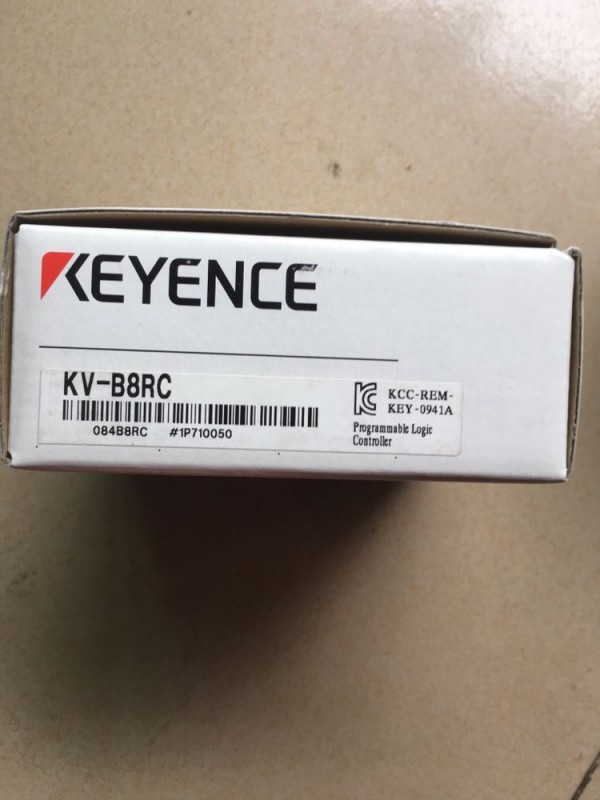 KEYENCE
KV-B8RC
084B8RC #1P710050
KCC-REM-
KEY-0941A
Programmable Logic
Controller